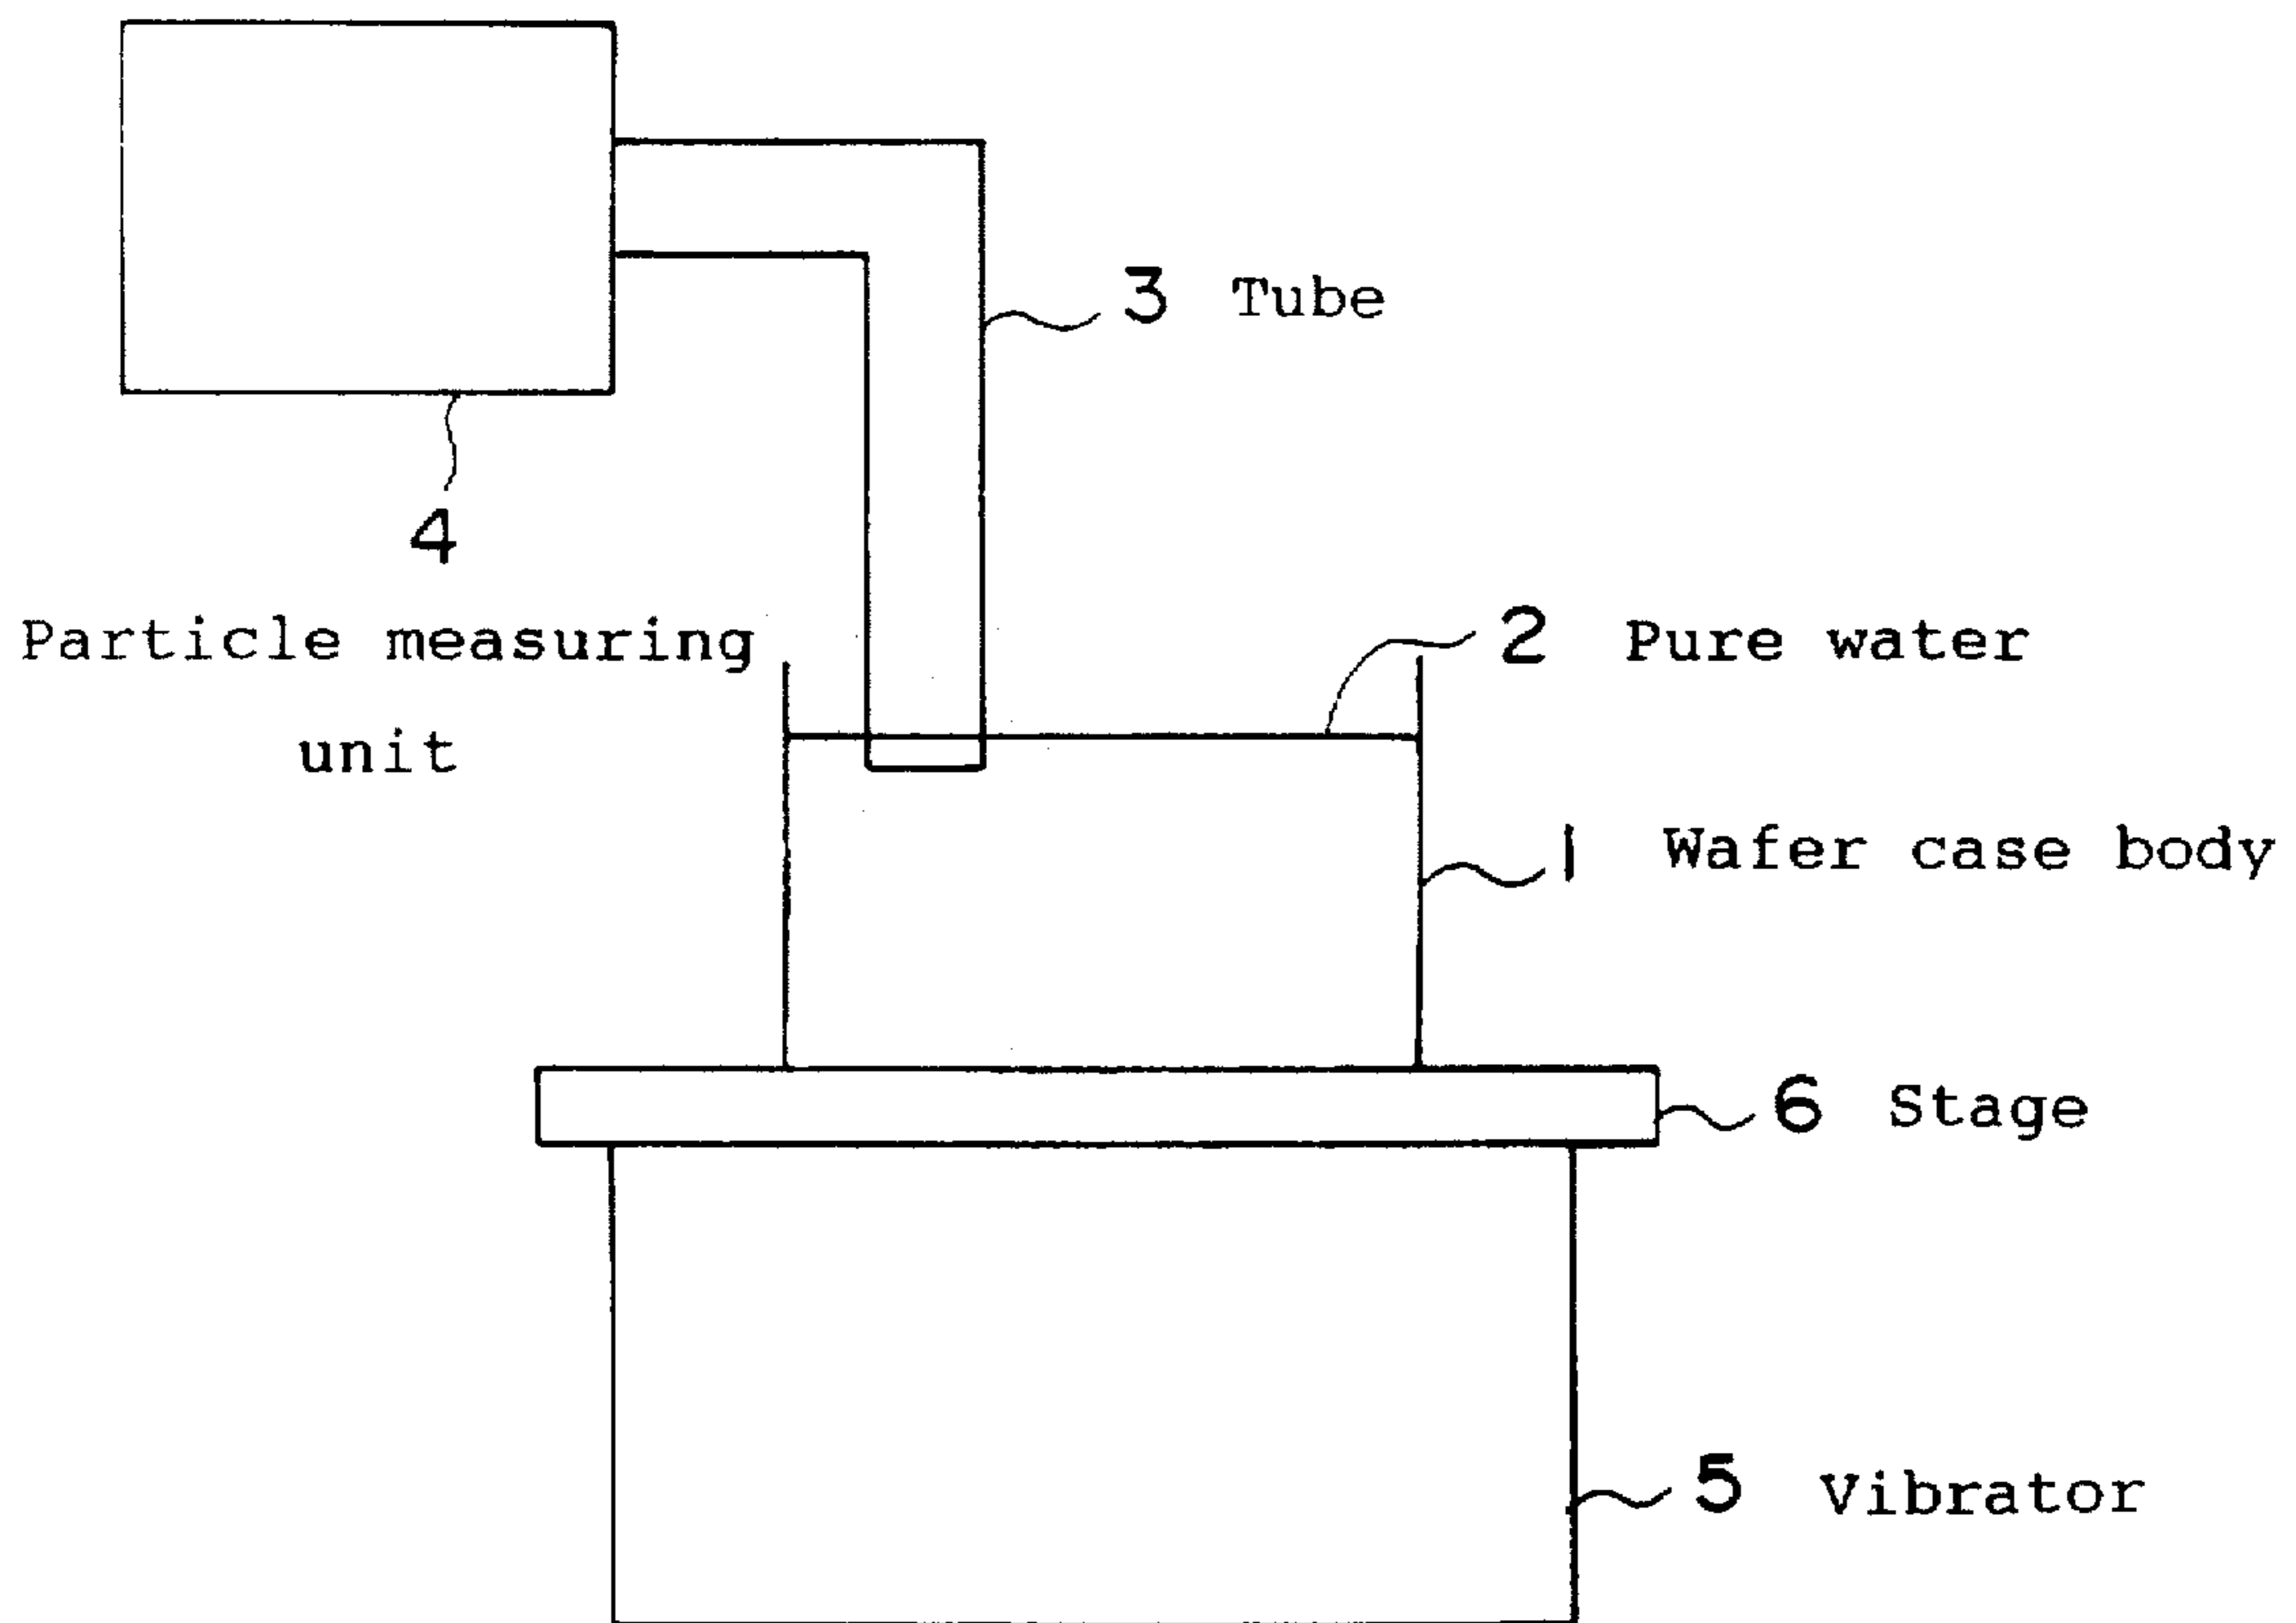 3 Tube
4
Particle measuring
unit
2 Pure water
1 Wafer case body
6 Stage
5 Vibrator